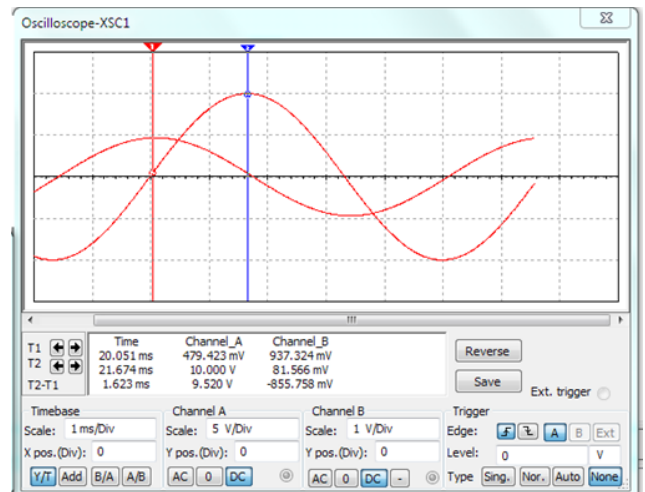 Oscilloscope-XSC1
1 2
Time Channel_A Channel_B
T1 20.051 ms 479.423 mV 937.324 mV
T2 21.674 ms 10.000 V 81.566 mV
T2-T1 1.623 ms 9.520 V -855.758 mV
Reverse
Save
Ext. trigger
Timebase Channel A Channel B Trigger
Scale: 1 ms/Div Scale: 5 V/Div Scale: 1 V/Div Edge: A B Ext
X pos.(Div): 0 Y pos.(Div): 0 Y pos.(Div): 0 Level: 0 V
Y/T Add B/A A/B AC 0 DC AC 0 DC - Type Sing. Nor. Auto None